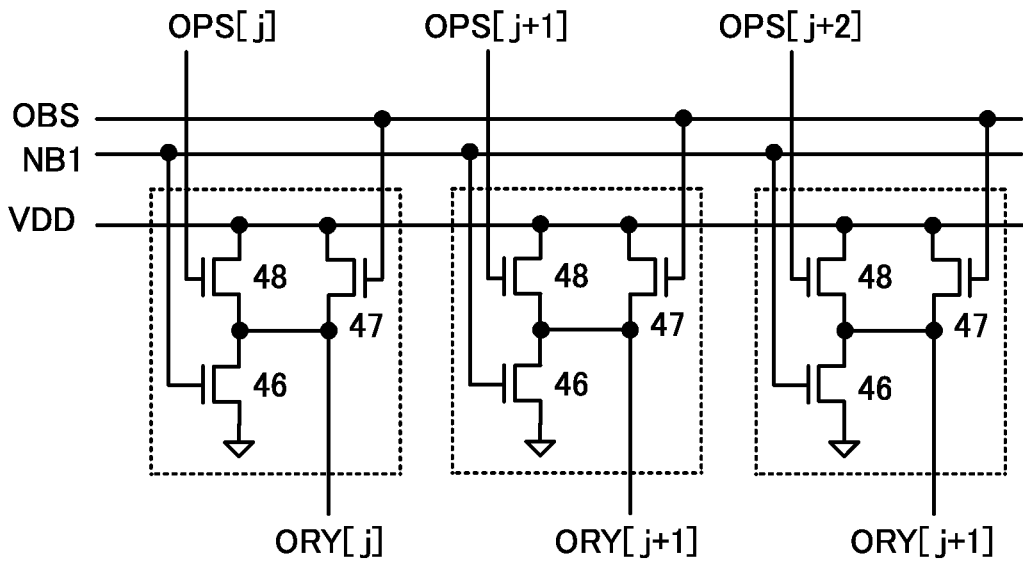 OPS[j] OPS[j+1] OPS[j+2]
OBS
NB1
VDD
48 48 48
47 47 47
46 46 46
ORY[j] ORY[j+1] ORY[j+1]